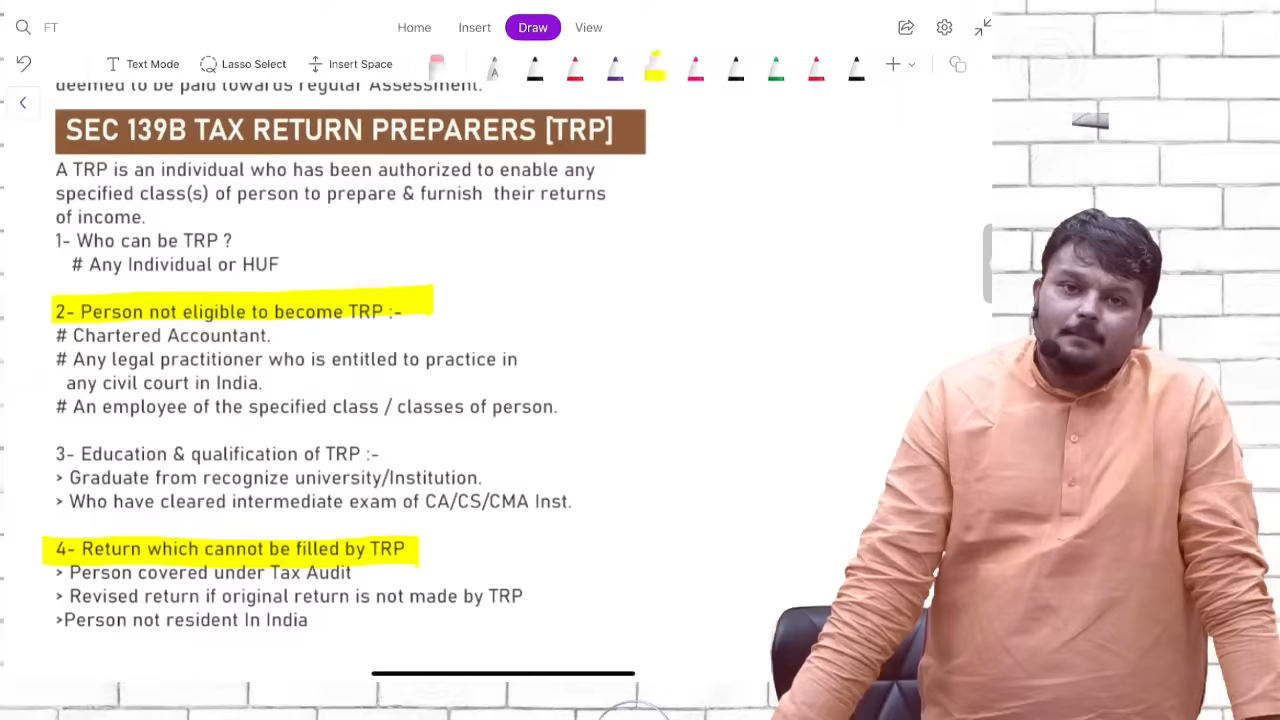 FT
Home Insert Draw View
Text Mode Lasso Select Insert Space
deemed to be paid towards regular Assessment.
SEC 139B TAX RETURN PREPARERS [TRP]
A TRP is an individual who has been authorized to enable any
specified class(s) of person to prepare & furnish their returns
of income.
1- Who can be TRP ?
# Any Individual or HUF
2- Person not eligible to become TRP :-
# Chartered Accountant.
# Any legal practitioner who is entitled to practice in
any civil court in India.
# An employee of the specified class / classes of person.
3- Education & qualification of TRP :-
> Graduate from recognize university/Institution.
> Who have cleared intermediate exam of CA/CS/CMA Inst.
4- Return which cannot be filled by TRP
> Person covered under Tax Audit
> Revised return if original return is not made by TRP
>Person not resident In India